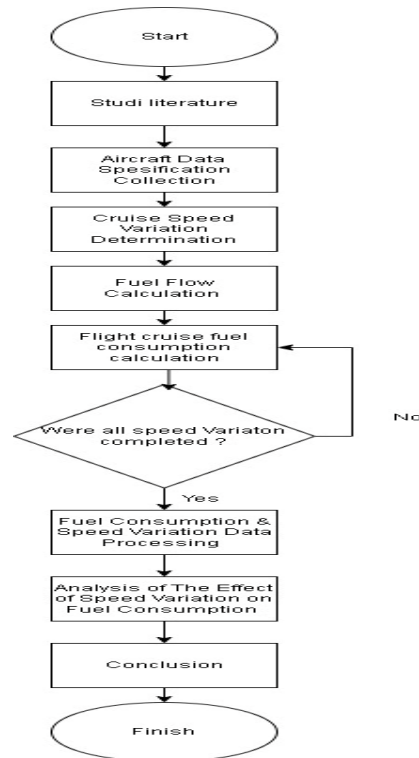 Start
Studi literature
Aircraft Data
Spesification
Collection
Cruise Speed
Variation
Determination
Fuel Flow
Calculation
Flight cruise fuel
consumption
calculation
Were all speed Variaton
completed ?
No
Yes
Fuel Consumption &
Speed Variation Data
Processing
Analysis of The Effect
of Speed Variation on
Fuel Consumption
Conclusion
Finish